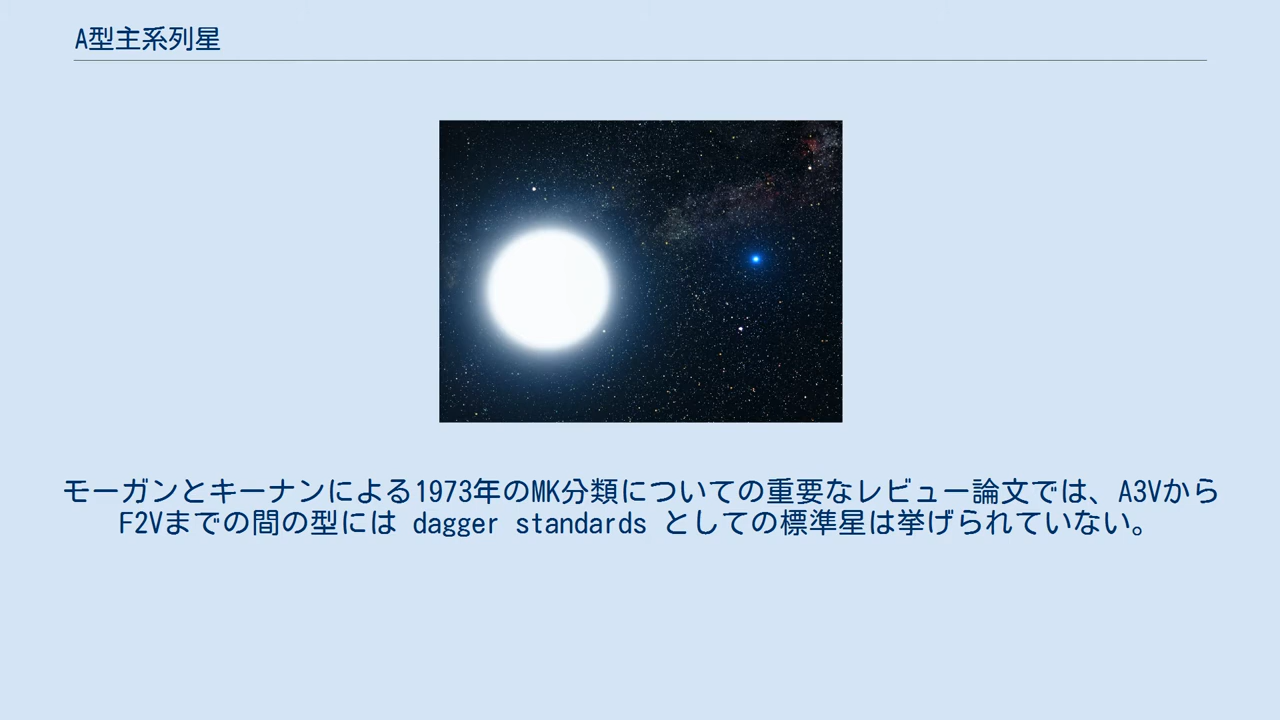 A型主系列星
モーガンとキーナンによる1973年のMK分類についての重要なレビュー論文では、A3Vから
F2Vまでの間の型には dagger standards としての標準星は挙げられていない。